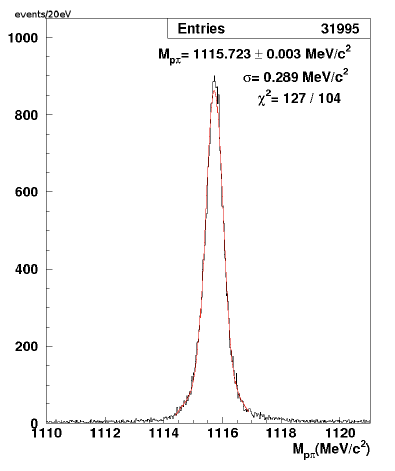 events/20eV
Entries 31995
M_pπ= 1115.723 ± 0.003 MeV/c²
σ= 0.289 MeV/c²
χ²= 127 / 104
1000
800
600
400
200
0
1110 1112 1114 1116 1118 1120
M_pπ(MeV/c²)